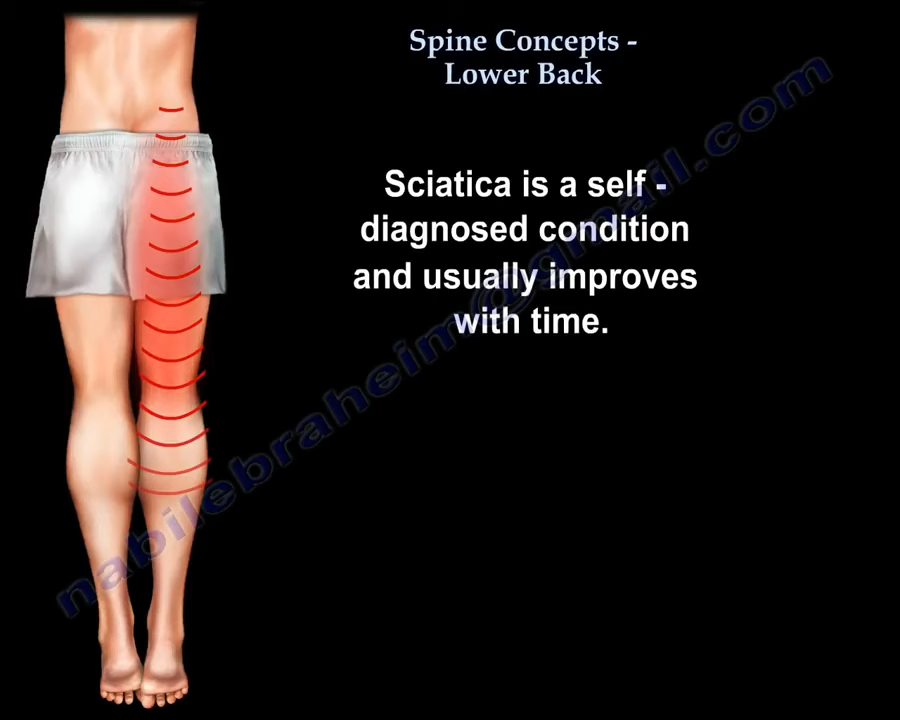 Spine Concepts -
Lower Back
Sciatica is a self -
diagnosed condition
and usually improves
with time.
nabilebraheim@gmail.com